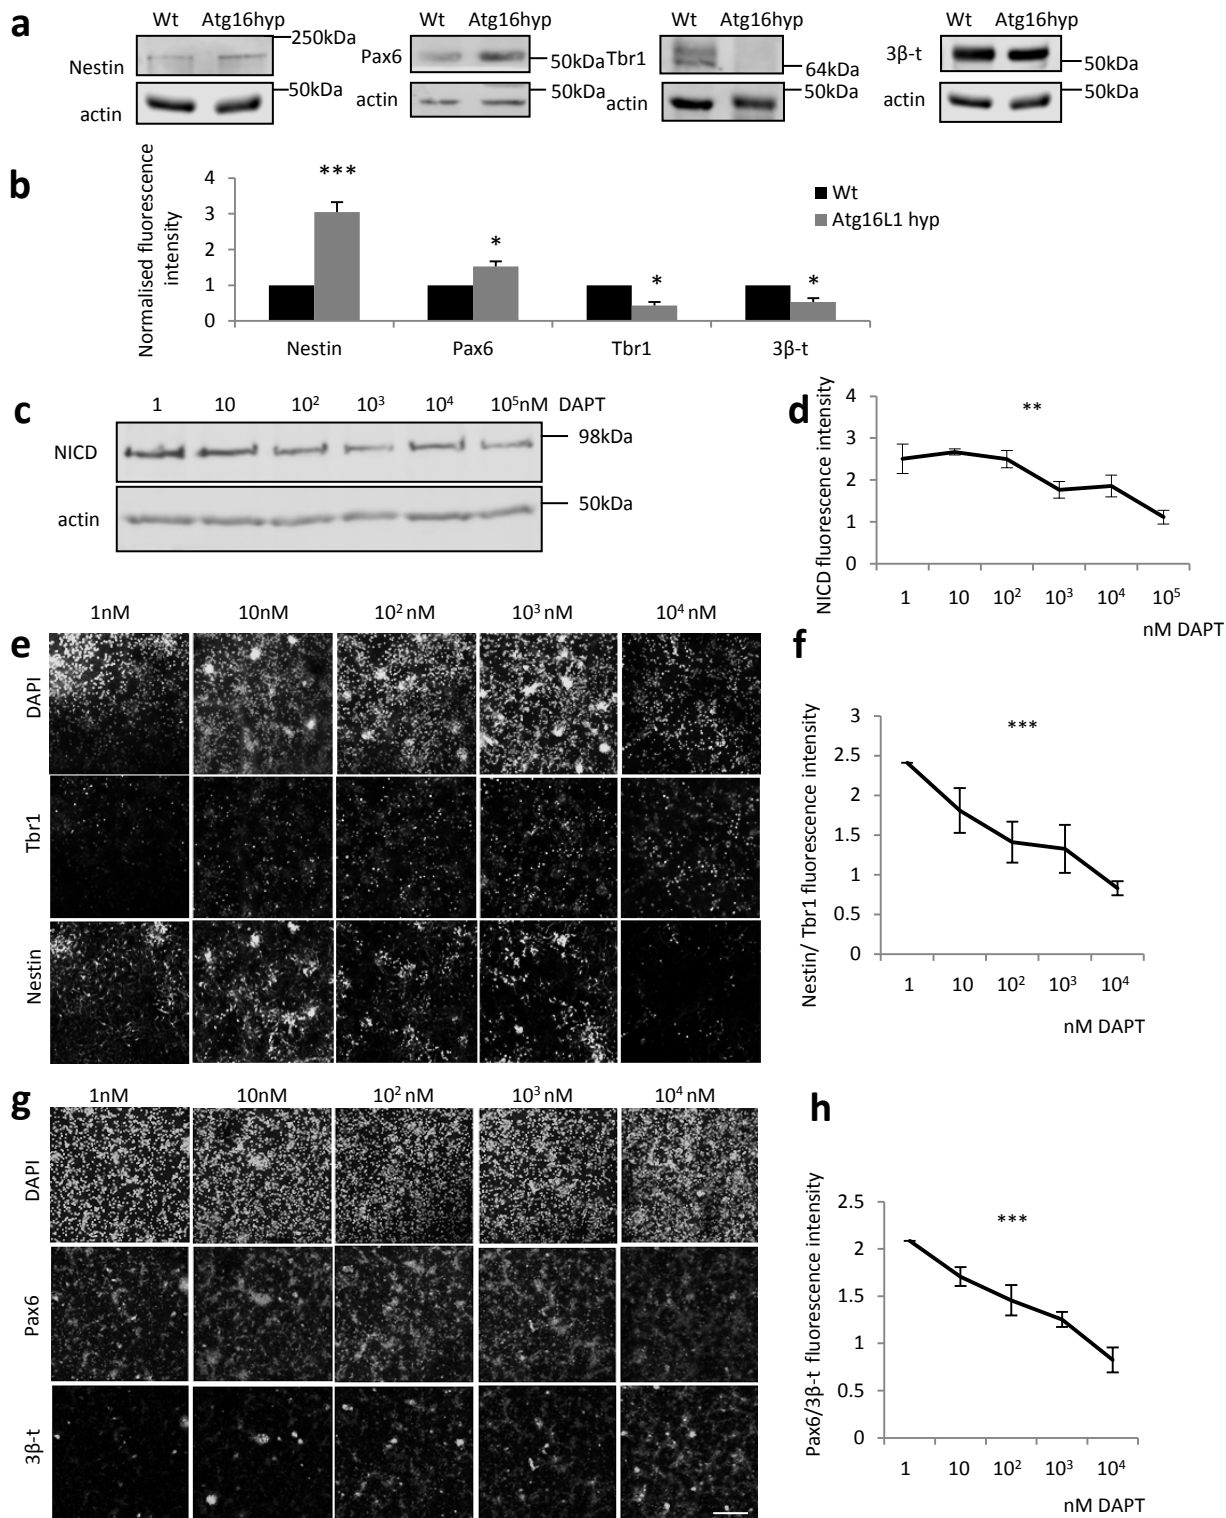 a
Wt Atg16hyp
250kDa
Nestin
50kDa
actin
Wt Atg16hyp
Pax6
50kDa
50kDa
actin
Wt Atg16hyp
Tbr1
64kDa
50kDa
actin
Wt Atg16hyp
3β-t
50kDa
50kDa
actin
b
Normalised fluorescence
intensity
4
3
2
1
0
***
*
*
*
Nestin Pax6 Tbr1 3β-t
Wt
Atg16L1 hyp
c
1 10 10² 10³ 10⁴ 10⁵nM DAPT
NICD
98kDa
50kDa
actin
d
NICD fluorescence intensity
4
3
2
1
0
**
1 10 10² 10³ 10⁴ 10⁵
nM DAPT
e
1nM 10nM 10² nM 10³ nM 10⁴ nM
DAPI
Tbr1
Nestin
f
Nestin/ Tbr1 fluorescence intensity
3
2.5
2
1.5
1
0.5
0
***
1 10 10² 10³ 10⁴
nM DAPT
g
1nM 10nM 10² nM 10³ nM 10⁴ nM
DAPI
Pax6
3β-t
h
Pax6/3β-t fluorescence intensity
2.5
2
1.5
1
0.5
0
***
1 10 10² 10³ 10⁴
nM DAPT